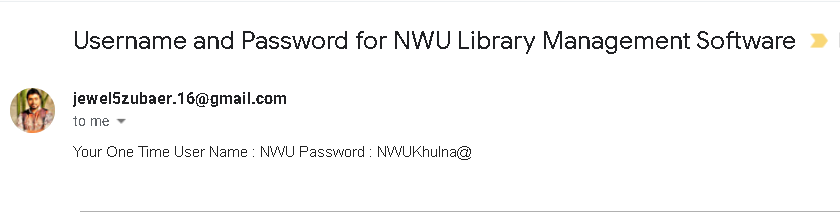 Username and Password for NWU Library Management Software
jewel5zubaer.16@gmail.com
to me
Your One Time User Name : NWU Password : NWUKhulna@